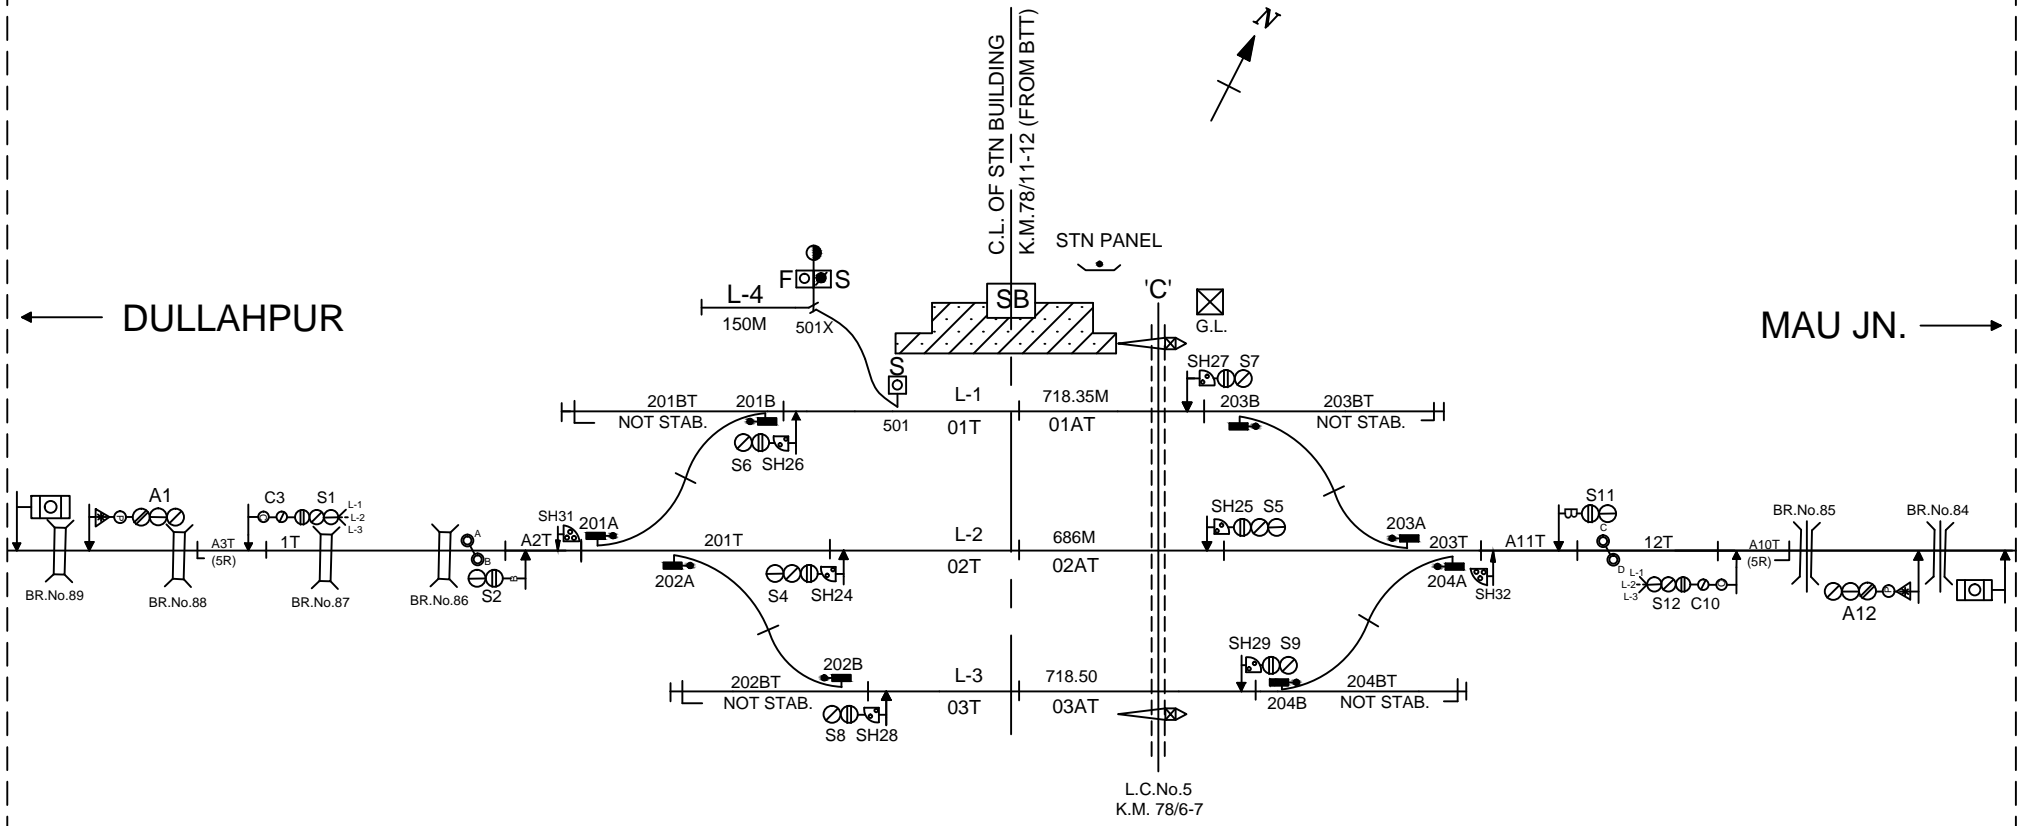 N
C.L. OF STN BUILDING
K.M.78/11-12 (FROM BTT)
STN PANEL
F S
L-4
150M
501X
SB
'C'
G.L.
DULLAHPUR
MAU JN.
S
501
SH27 S7
201BT
NOT STAB.
201B
L-1
718.35M
01T
01AT
203B
203BT
NOT STAB.
S6 SH26
A1
P
C3 S1
C
L-1
L-2
L-3
A3T
(5R)
1T
A
B
A2T
SH31
201A
201T
L-2
686M
02T
02AT
SH25 S5
203A
203T
A11T
S11
B
C
D
12T
A10T
(5R)
BR.No.85
BR.No.84
BR.No.89
BR.No.88
BR.No.87
BR.No.86
S2
B
202A
S4 SH24
204A
SH32
L-1
L-2
L-3
S12 C10
C
A12
P
202B
202BT
NOT STAB.
L-3
718.50
03T
03AT
SH29 S9
204B
204BT
NOT STAB.
S8 SH28
L.C.No.5
K.M. 78/6-7